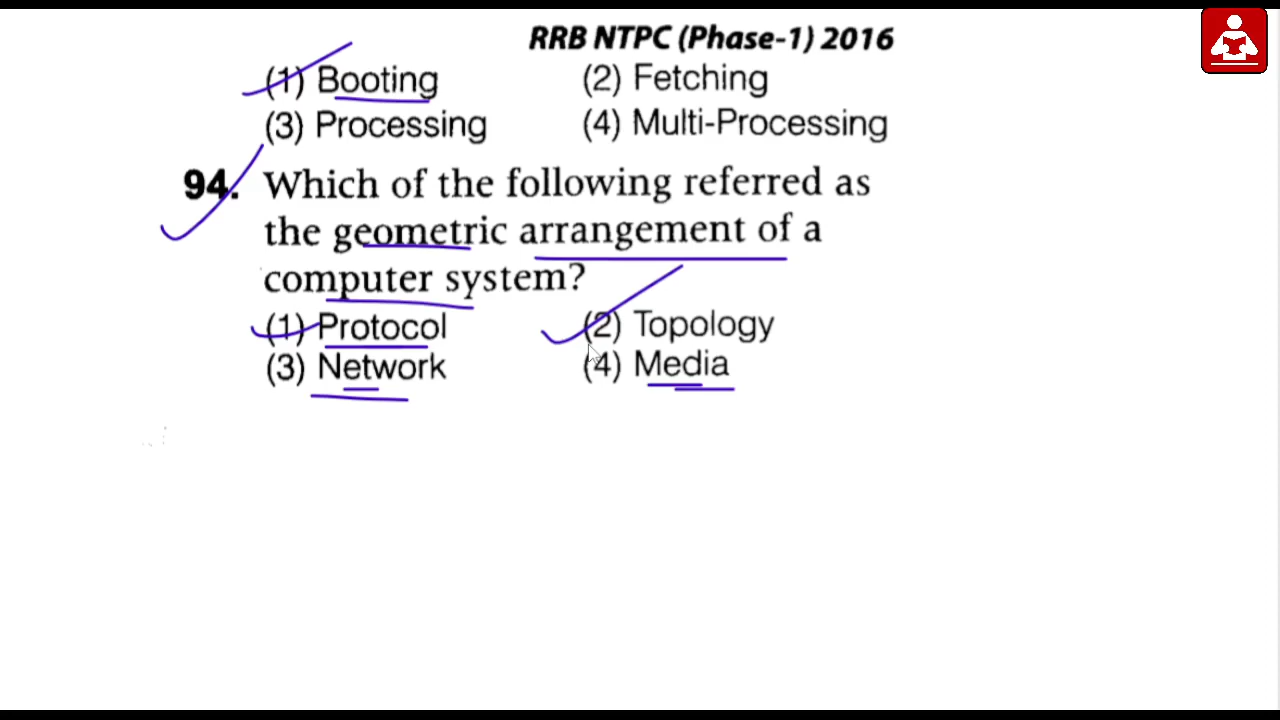 RRB NTPC (Phase-1) 2016
(1) Booting (2) Fetching
(3) Processing (4) Multi-Processing
94. Which of the following referred as
the geometric arrangement of a
computer system?
(1) Protocol (2) Topology
(3) Network (4) Media